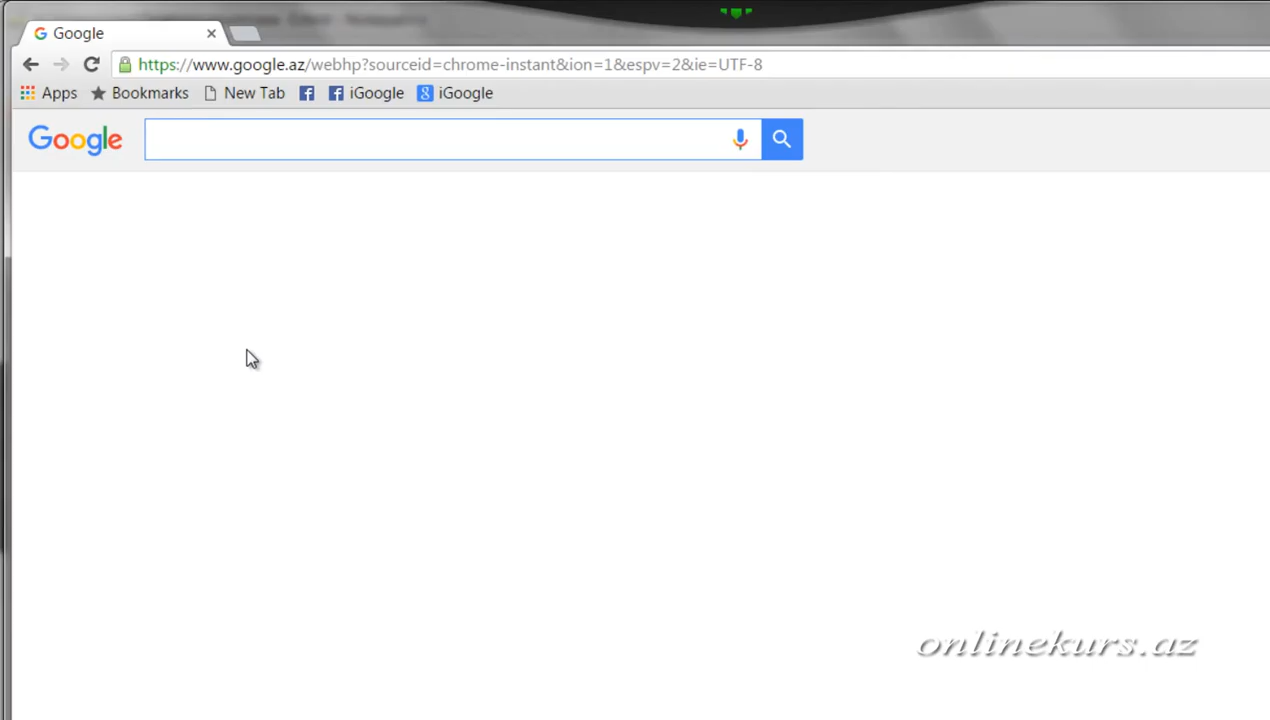 Google
https://www.google.az/webhp?sourceid=chrome-instant&ion=1&espv=2&ie=UTF-8
Apps Bookmarks New Tab iGoogle iGoogle
Google
onlinekurs.az